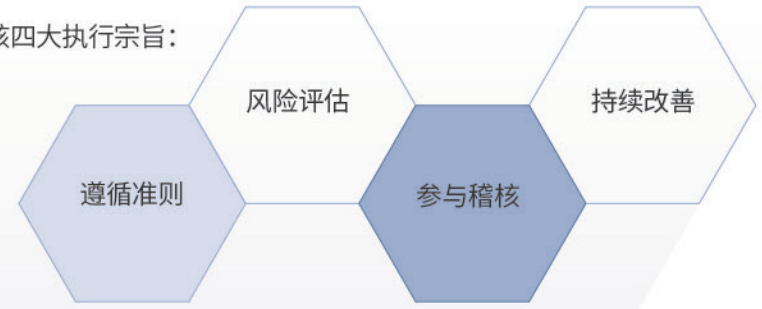 核四大执行宗旨：
风险评估
持续改善
遵循准则
参与稽核